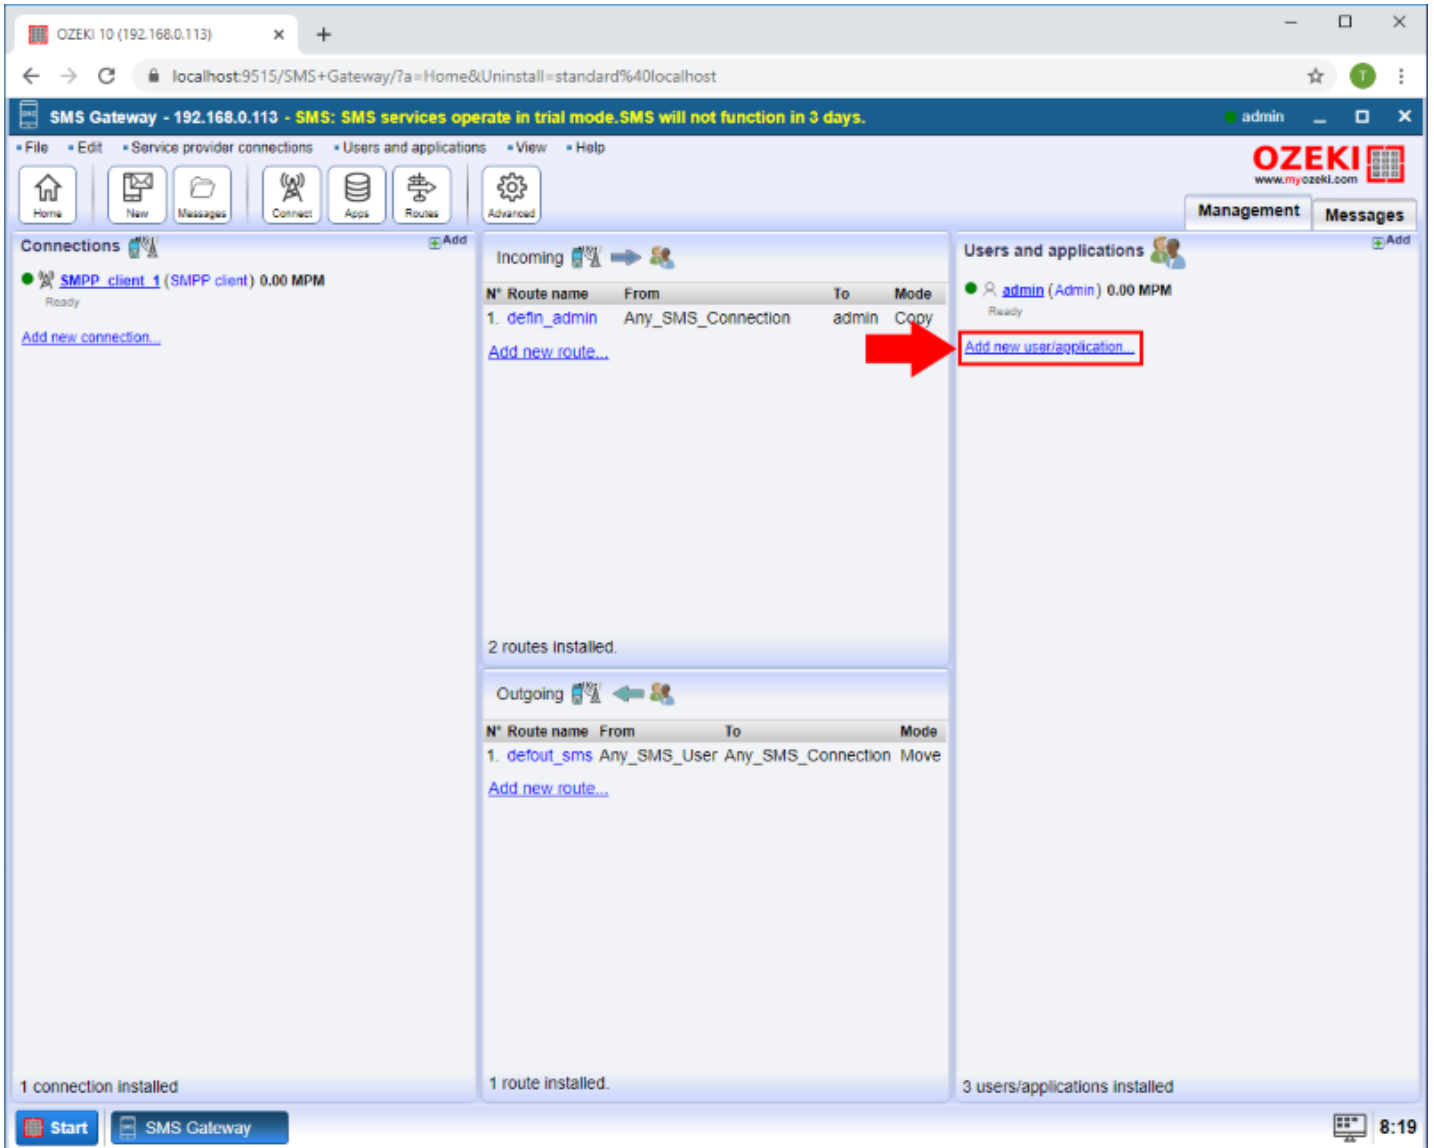 OZEKI 10 (192.168.0.113)
localhost:9515/SMS+Gateway/?a=Home&Uninstall=standard%40localhost
T
SMS Gateway - 192.168.0.113 - SMS: SMS services operate in trial mode.SMS will not function in 3 days.
admin
File Edit Service provider connections Users and applications View Help
OZEKI
www.myozeki.com
Home New Messages Connect Apps Routes Advanced
Management Messages
Connections Add
SMPP_client_1 (SMPP client) 0.00 MPM
Ready
Add new connection...
Incoming
N° Route name From To Mode
1. defin_admin Any_SMS_Connection admin Copy
Add new route...
2 routes installed.
Outgoing
N° Route name From To Mode
1. defout_sms Any_SMS_User Any_SMS_Connection Move
Add new route...
1 route installed.
Users and applications Add
admin (Admin) 0.00 MPM
Ready
Add new user/application...
1 connection installed
3 users/applications installed
Start SMS Gateway 8:19